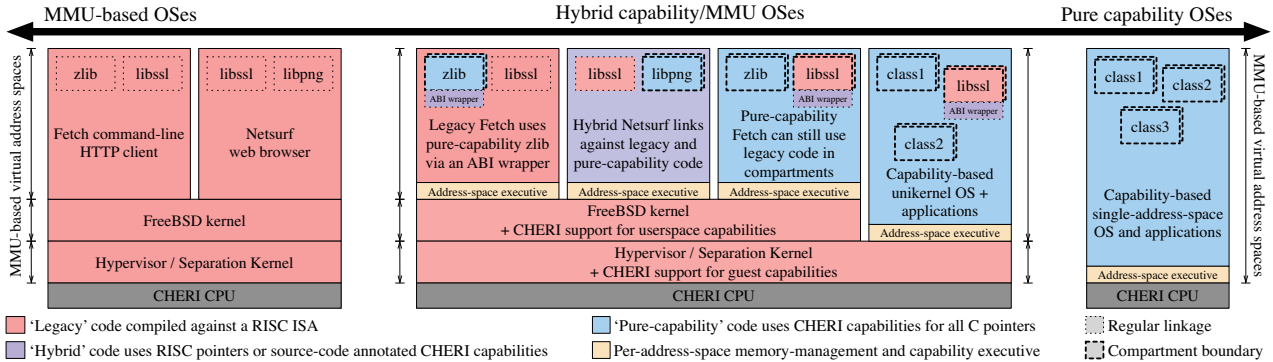 MMU-based OSes
Hybrid capability/MMU OSes
Pure capability OSes
MMU-based virtual address spaces
zlib
libssl
Fetch command-line
HTTP client
libssl
libpng
Netsurf
web browser
FreeBSD kernel
Hypervisor / Separation Kernel
CHERI CPU
zlib
ABI wrapper
libssl
Legacy Fetch uses
pure-capability zlib
via an ABI wrapper
Address-space executive
libssl
libpng
Hybrid Netsurf links
against legacy and
pure-capability code
Address-space executive
zlib
libssl
ABI wrapper
Pure-capability
Fetch can still use
legacy code in
compartments
Address-space executive
class1
libssl
ABI wrapper
class2
Capability-based
unikernel OS +
applications
Address-space executive
FreeBSD kernel
+ CHERI support for userspace capabilities
Hypervisor / Separation Kernel
+ CHERI support for guest capabilities
CHERI CPU
class1
class2
class3
Capability-based
single-address-space
OS and applications
Address-space executive
CHERI CPU
MMU-based virtual address spaces
'Legacy' code compiled against a RISC ISA
'Pure-capability' code uses CHERI capabilities for all C pointers
Regular linkage
'Hybrid' code uses RISC pointers or source-code annotated CHERI capabilities
Per-address-space memory-management and capability executive
Compartment boundary